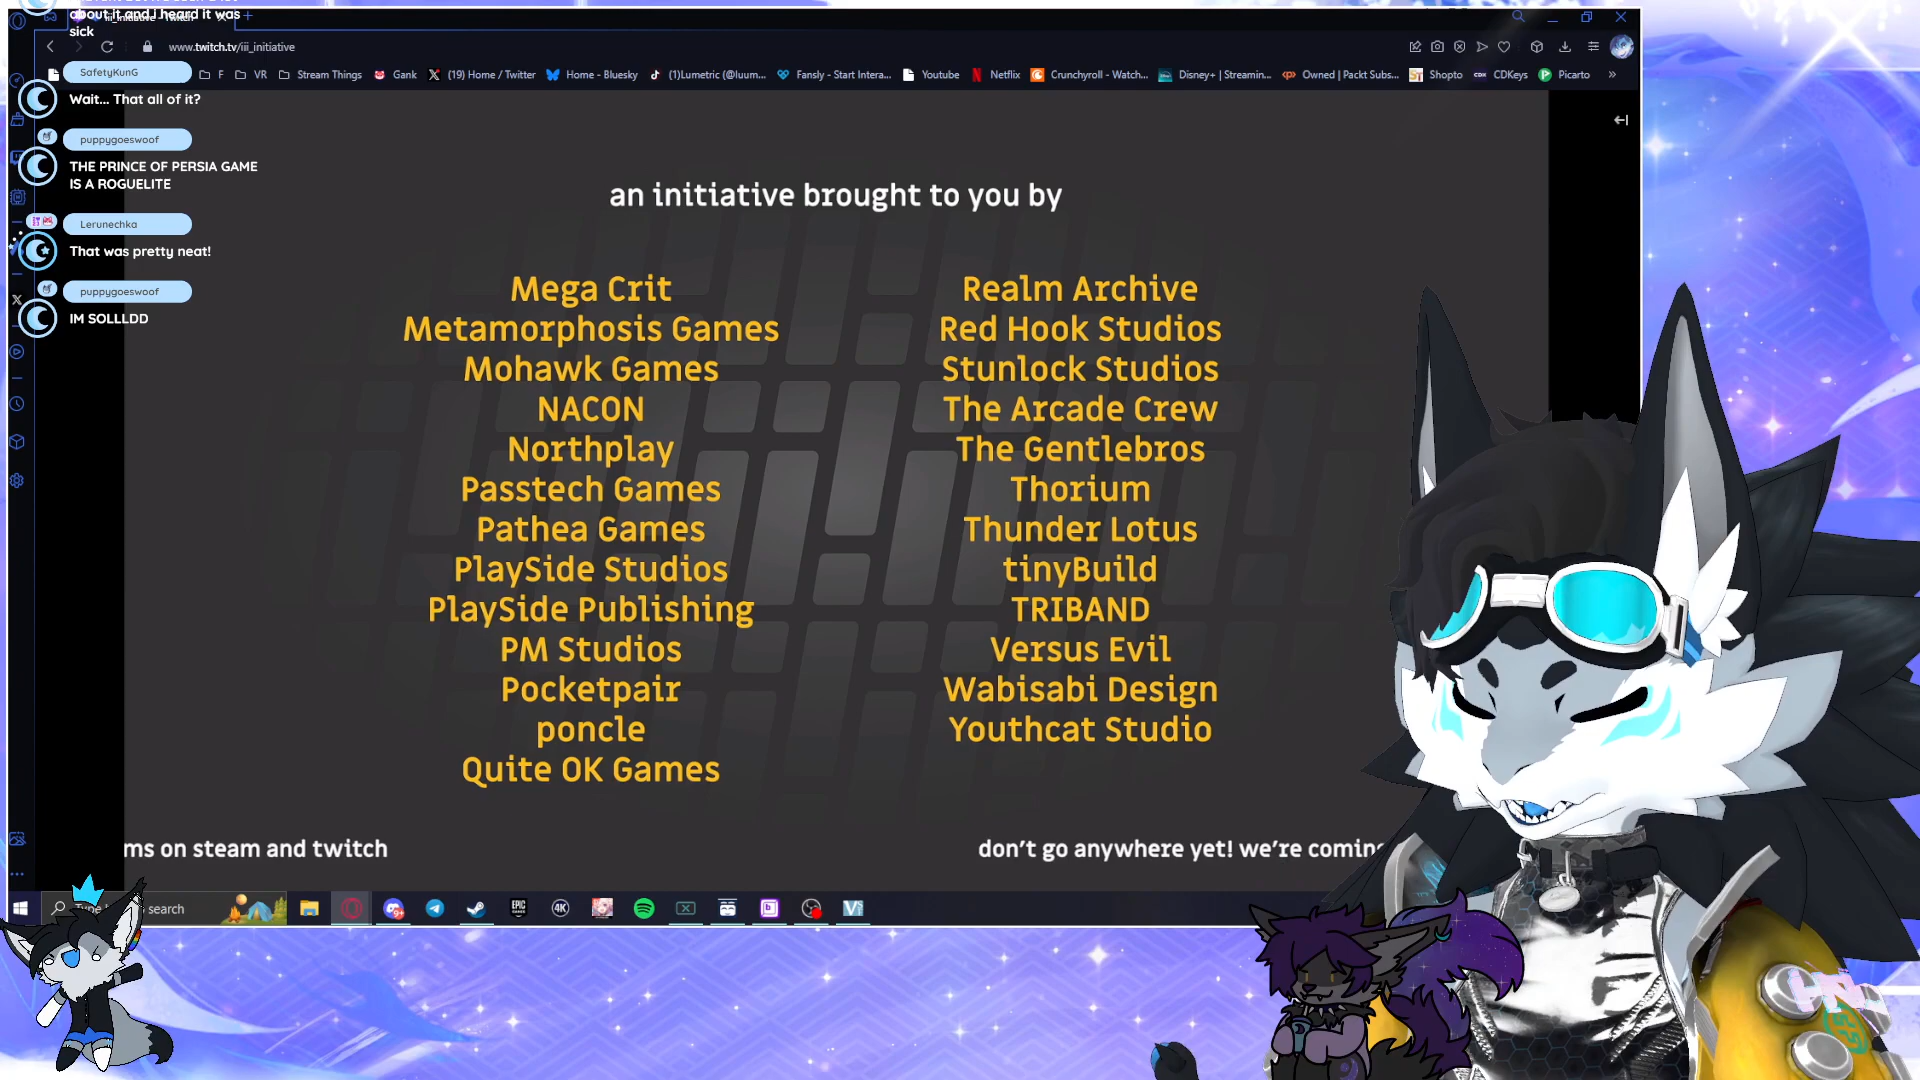 about it and i heard it was
sick
www.twitch.tv/iii_initiative
F
VR
Stream Things
Gank
(19) Home / Twitter
Home - Bluesky
(1)Lumetric (@luum...
Fansly - Start Intera...
Youtube
Netflix
Crunchyroll - Watch...
Disney+ | Streamin...
Owned | Packt Subs...
Shopto
CDKeys
Picarto
SafetyKunG
Wait... That all of it?
puppygoeswoof
THE PRINCE OF PERSIA GAME
IS A ROGUELITE
Lerunechka
That was pretty neat!
puppygoeswoof
IM SOLLLDD
an initiative brought to you by
Mega Crit
Metamorphosis Games
Mohawk Games
NACON
Northplay
Passtech Games
Pathea Games
PlaySide Studios
PlaySide Publishing
PM Studios
Pocketpair
poncle
Quite OK Games
Realm Archive
Red Hook Studios
Stunlock Studios
The Arcade Crew
The Gentlebros
Thorium
Thunder Lotus
tinyBuild
TRIBAND
Versus Evil
Wabisabi Design
Youthcat Studio
ms on steam and twitch
don't go anywhere yet! we're coming
search
EPIC
4K